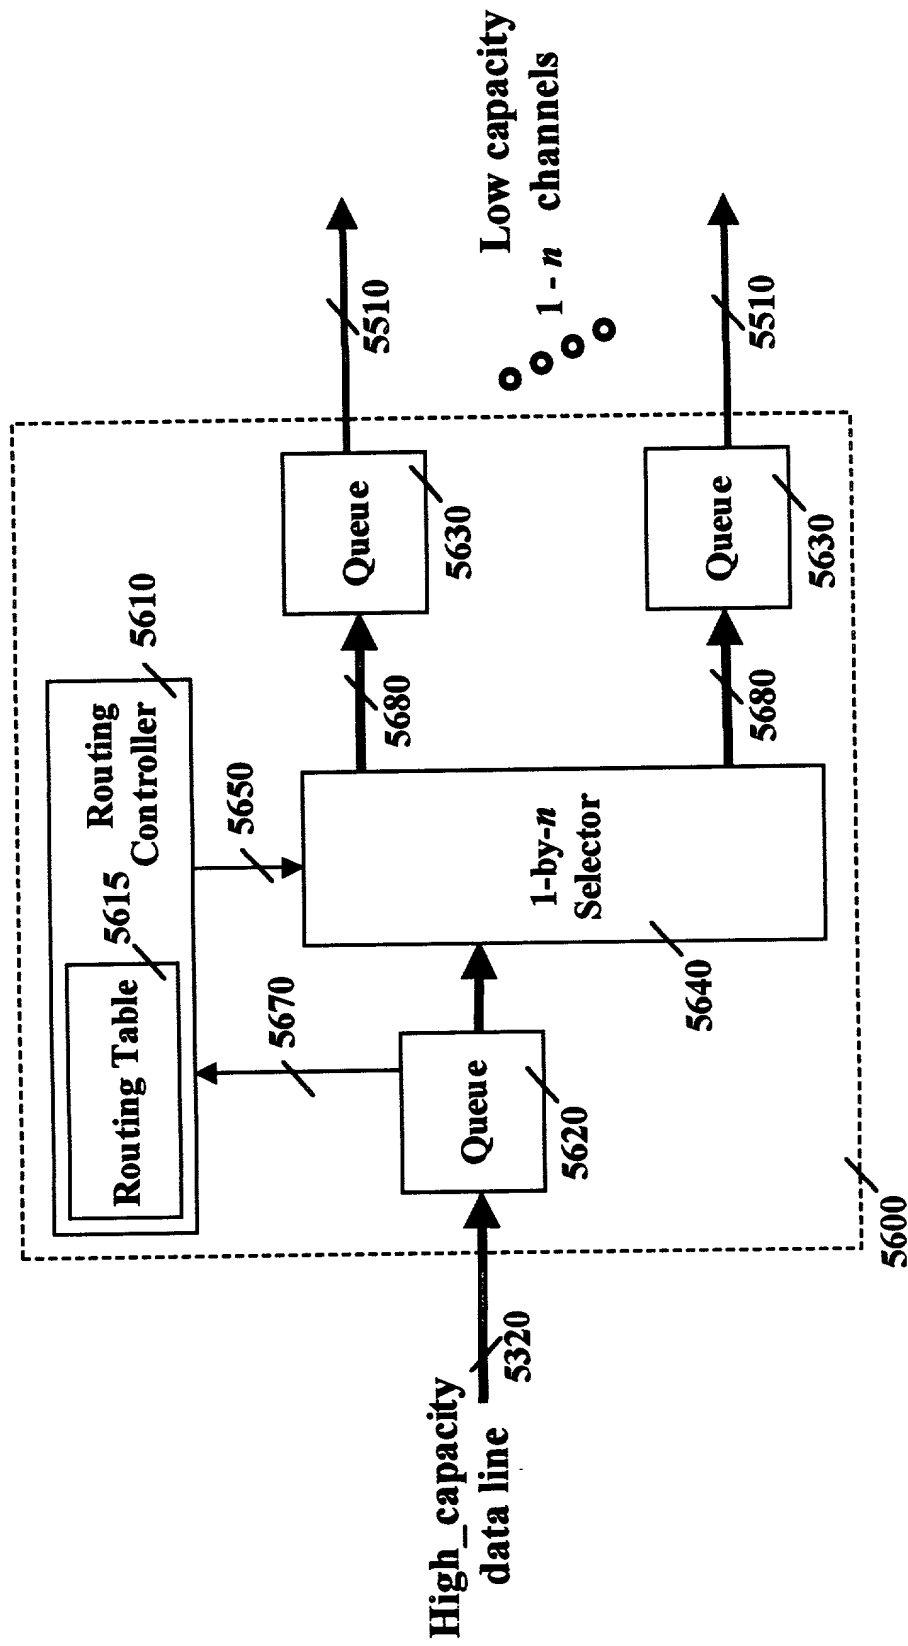 Routing Table
5615
Routing
Controller
5610
5670
5650
High_capacity
data line
5320
Queue
5620
1-by-n
Selector
5640
5680
Queue
5630
5510
Low capacity
1 - n channels
5680
Queue
5630
5510
5600